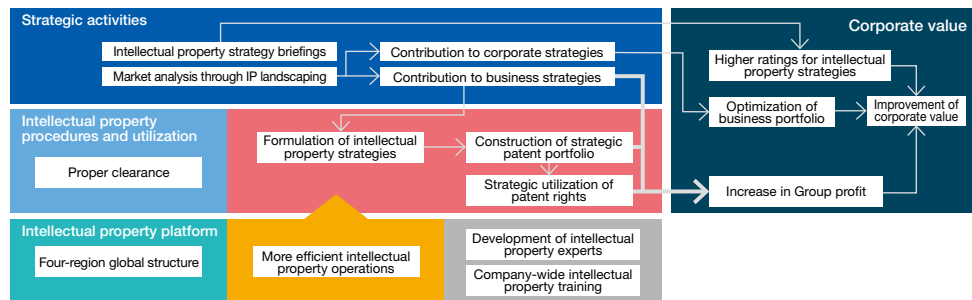 Strategic activities
Intellectual property strategy briefings
Market analysis through IP landscaping
Contribution to corporate strategies
Contribution to business strategies
Corporate value
Higher ratings for intellectual
property strategies
Optimization of
business portfolio
Improvement of
corporate value
Increase in Group profit
Intellectual property
procedures and utilization
Proper clearance
Formulation of intellectual
property strategies
Construction of strategic
patent portfolio
Strategic utilization of
patent rights
Intellectual property platform
Four-region global structure
More efficient intellectual
property operations
Development of intellectual
property experts
Company-wide intellectual
property training